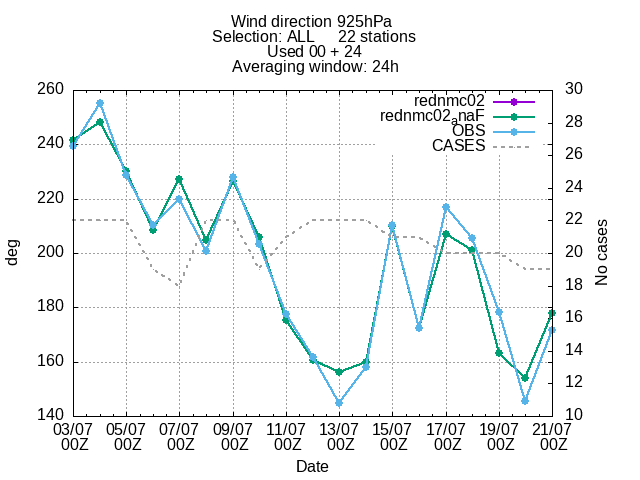 Wind direction 925hPa
Selection: ALL 22 stations
Used 00 + 24
Averaging window: 24h
rednmc02
rednmc02_anaF
OBS
CASES
260
240
220
200
180
160
140
deg
30
28
26
24
22
20
18
16
14
12
10
No cases
03/07 05/07 07/07 09/07 11/07 13/07 15/07 17/07 19/07 21/07
00Z 00Z 00Z 00Z 00Z 00Z 00Z 00Z 00Z 00Z
Date